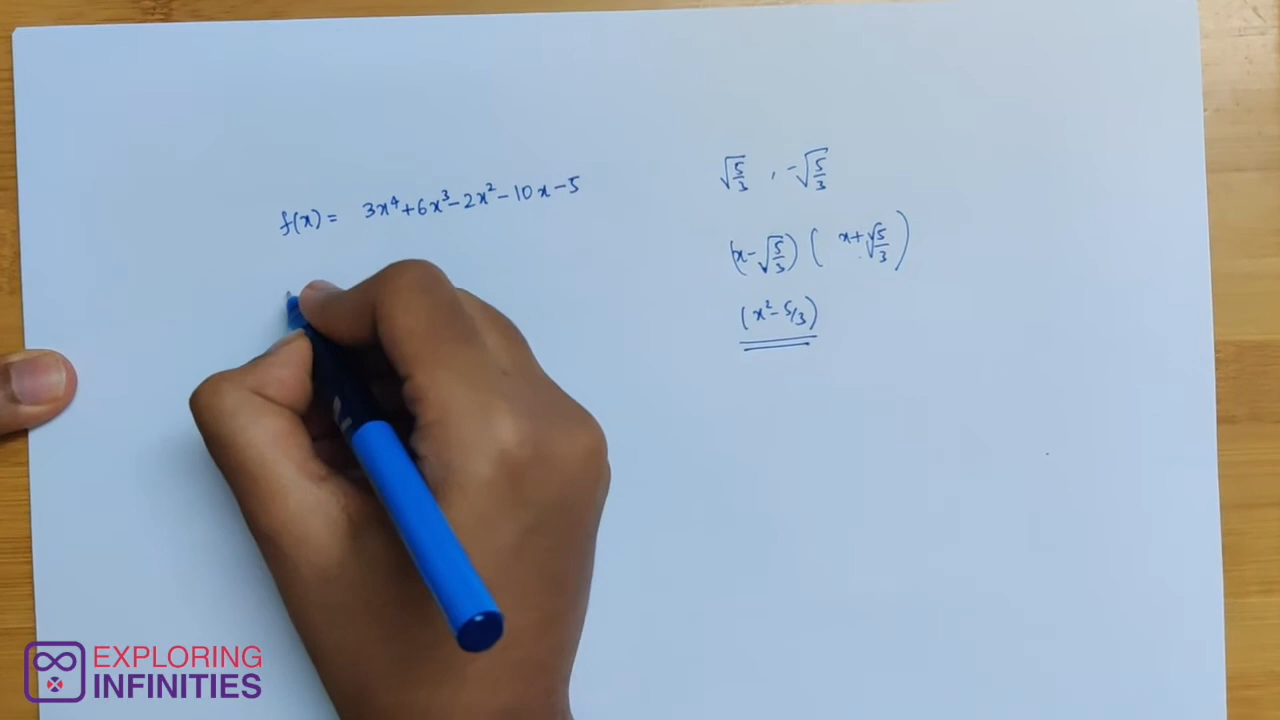 f(x) = 3x⁴+6x³-2x²-10x-5
√5/3 , -√5/3
(x-√5/3) ( x+√5/3 )
(x²-5/3)
EXPLORING
INFINITIES